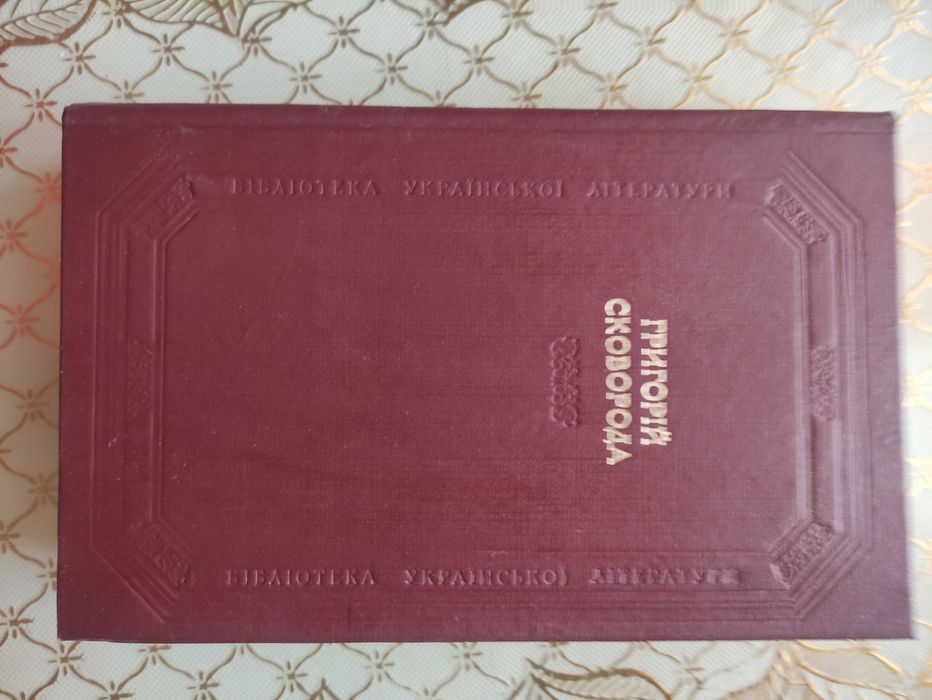 БІБЛІОТЕКА УКРАЇНСЬКОЇ ЛІТЕРАТУРИ
ГРИГОРІЙ
СКОВОРОДА
БІБЛІОТЕКА УКРАЇНСЬКОЇ ЛІТЕРАТУРИ